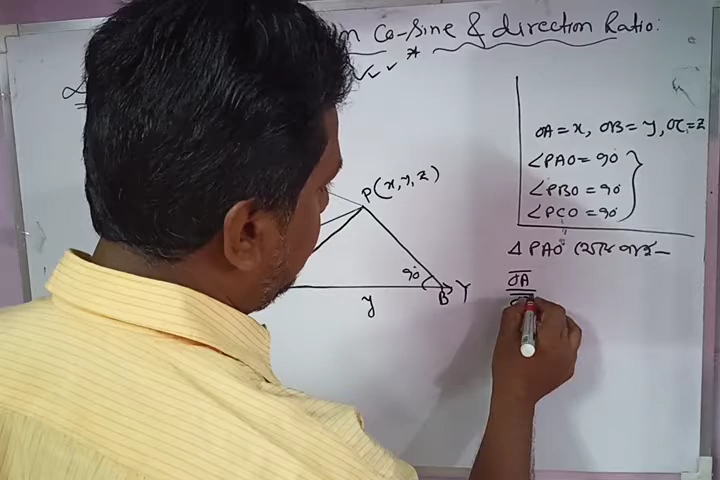 Co-Sine & direction Ratio:
P(x, y, z)
90
B Y
y
OA = x, OB = y, OC = z
∠PAO = 90
∠PBO = 90
∠PCO = 90
Δ PAO থেকে পাই-
OA